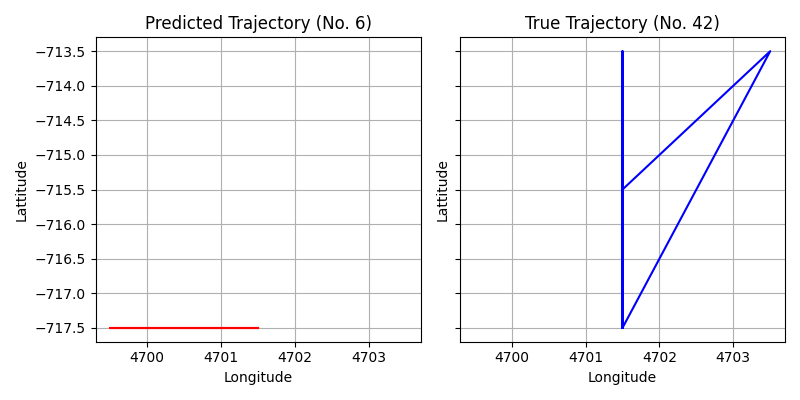 Predicted Trajectory (No. 6)
Lattitude
−713.5
−714.0
−714.5
−715.0
−715.5
−716.0
−716.5
−717.0
−717.5
4700 4701 4702 4703
Longitude
True Trajectory (No. 42)
Lattitude
4700 4701 4702 4703
Longitude